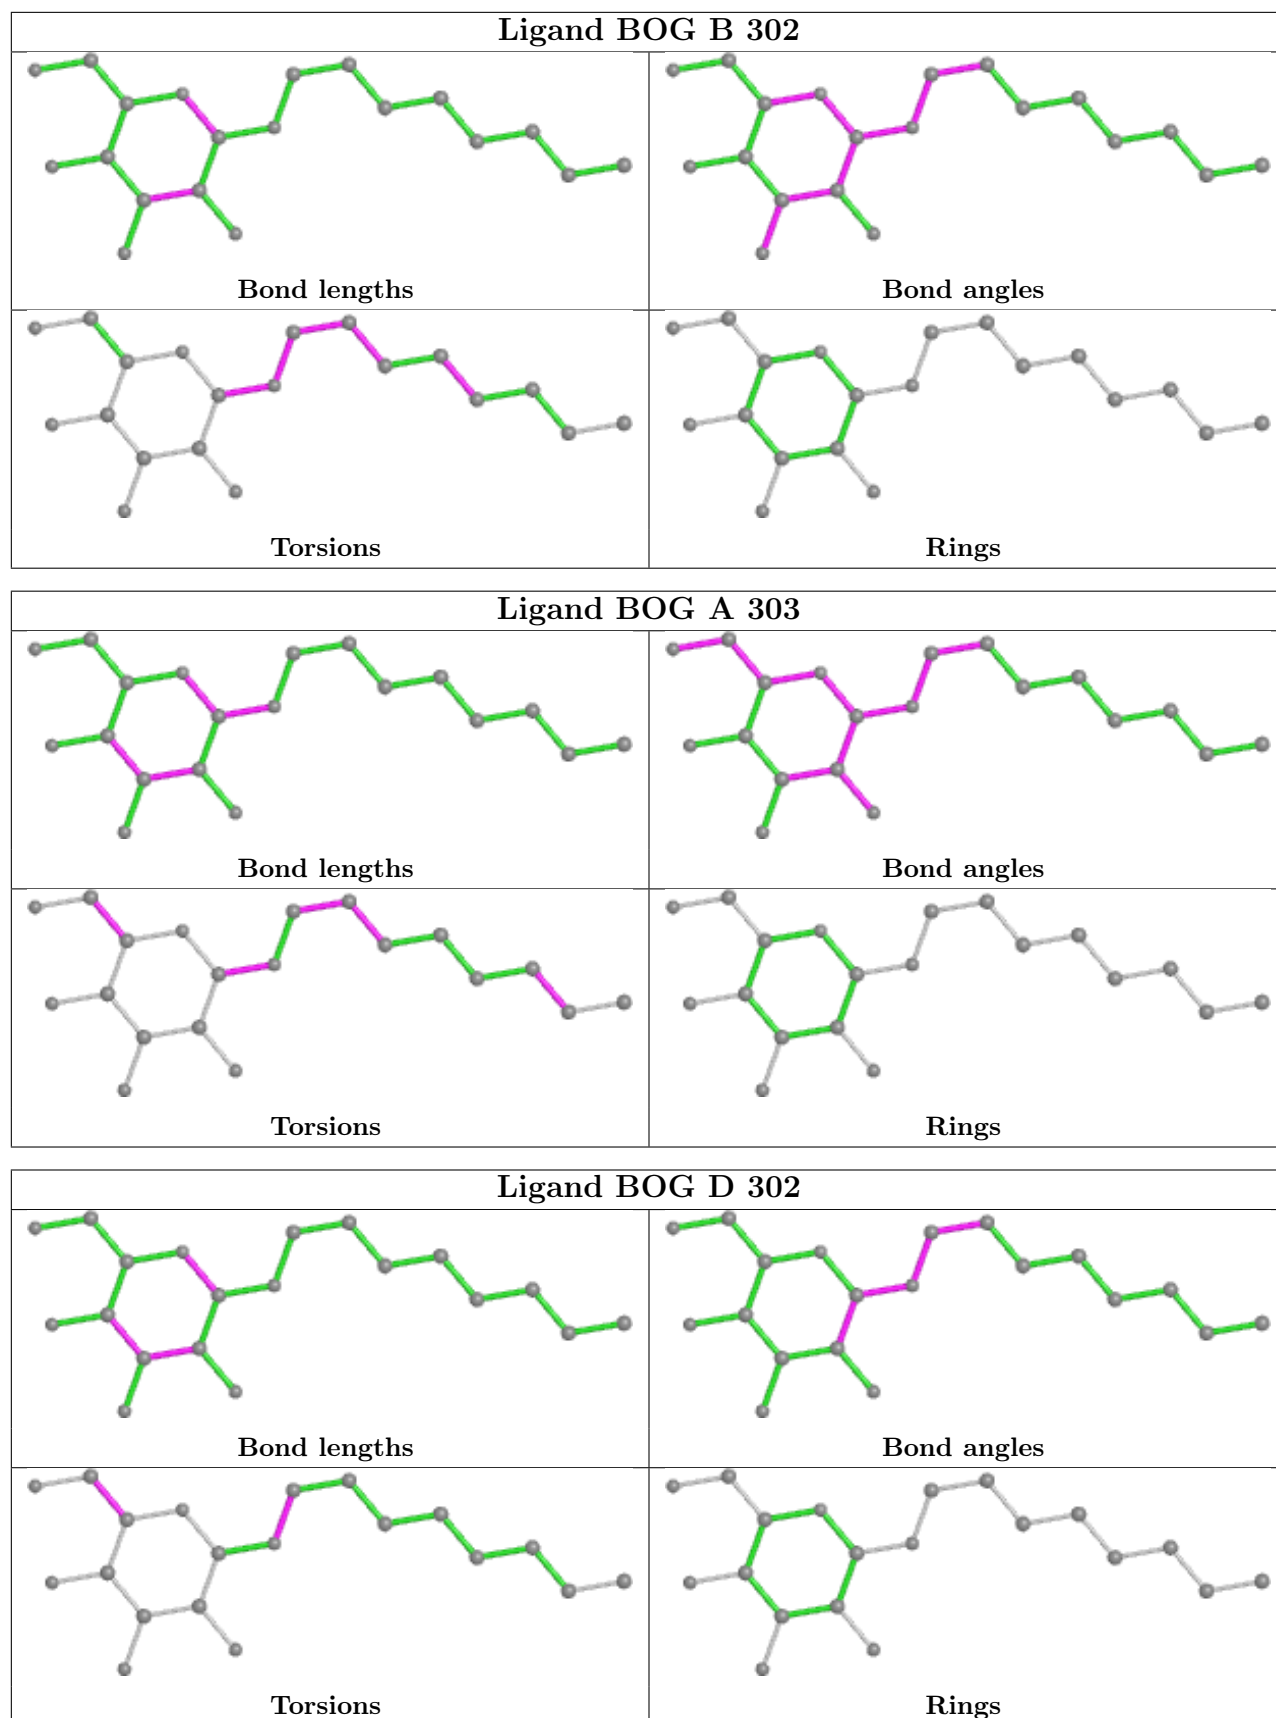 Ligand BOG B 302
Bond lengths
Bond angles
Torsions
Rings
Ligand BOG A 303
Bond lengths
Bond angles
Torsions
Rings
Ligand BOG D 302
Bond lengths
Bond angles
Torsions
Rings